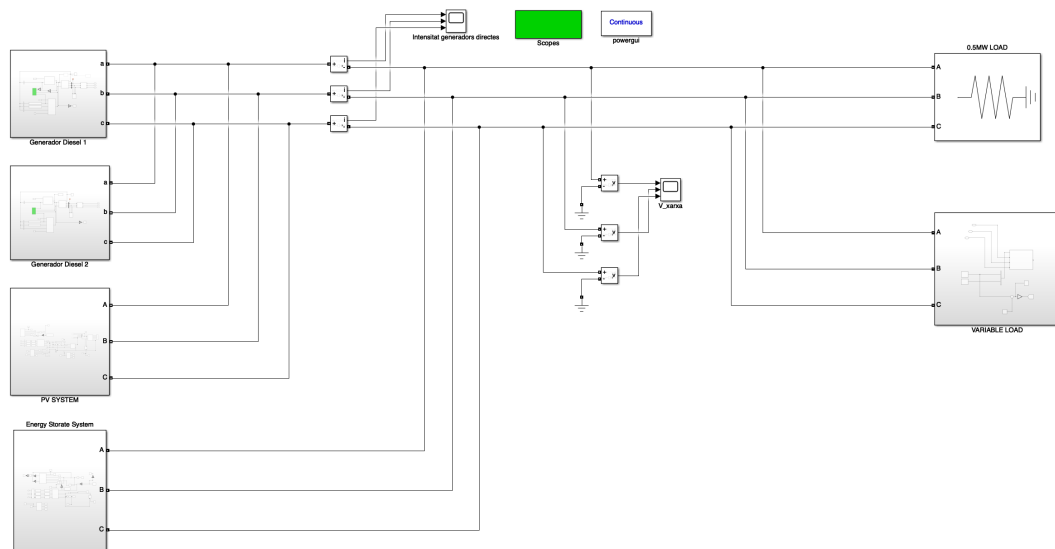 Intensitat generadors directes
Scopes
Continuous
powergui
a
b
c
Generador Diesel 1
+
i
-
+
i
-
+
i
-
0.5MW LOAD
A
B
C
a
b
c
Generador Diesel 2
+
-
v
V_xarxa
+
-
v
+
-
v
A
B
C
VARIABLE LOAD
A
B
C
PV SYSTEM
Energy Storate System
A
B
C